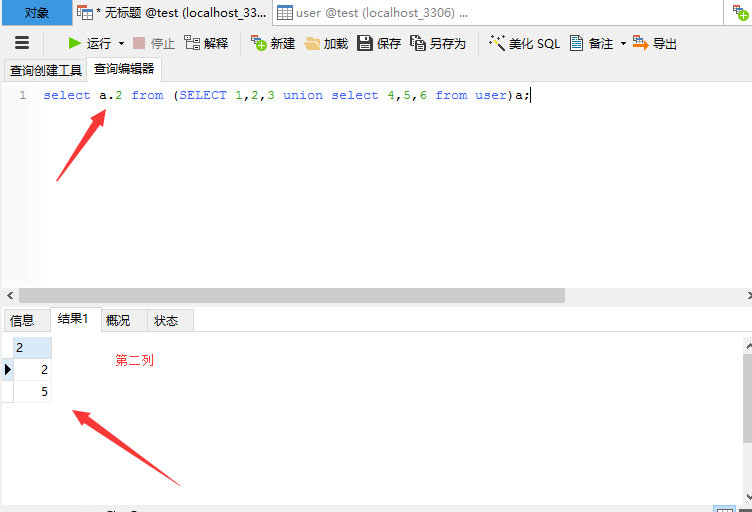 对象 * 无标题 @test (localhost_33... user @test (localhost_3306) ...
运行 停止 解释 新建 加载 保存 另存为 美化 SQL 备注 导出
查询创建工具 查询编辑器
1 select a.2 from (SELECT 1,2,3 union select 4,5,6 from user)a;
信息 结果1 概况 状态
2
第二列
2
5